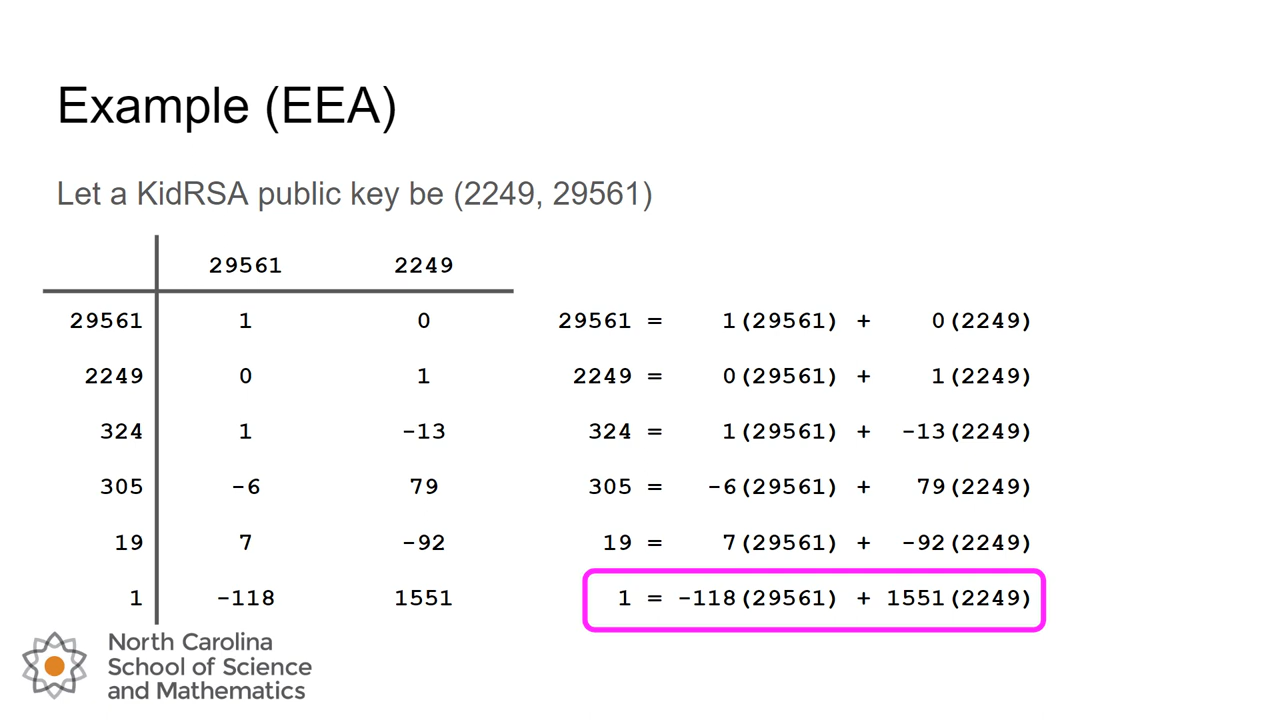 Example (EEA)
Let a KidRSA public key be (2249, 29561)
29561 2249
29561 1 0 29561 = 1(29561) + 0(2249)
2249 0 1 2249 = 0(29561) + 1(2249)
324 1 -13 324 = 1(29561) + -13(2249)
305 -6 79 305 = -6(29561) + 79(2249)
19 7 -92 19 = 7(29561) + -92(2249)
1 -118 1551 1 = -118(29561) + 1551(2249)
North Carolina
School of Science
and Mathematics